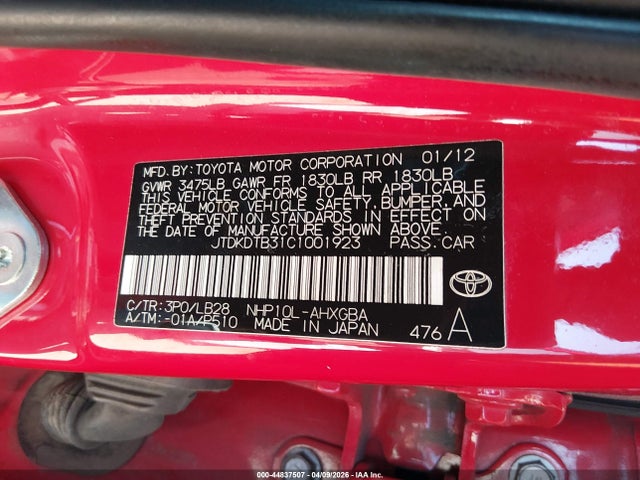 MFD.BY:TOYOTA MOTOR CORPORATION 01/12
GVWR 3475LB GAWR FR 1830LB RR 1830LB
THIS VEHICLE CONFORMS TO ALL APPLICABLE
FEDERAL MOTOR VEHICLE SAFETY, BUMPER, AND
THEFT PREVENTION STANDARDS IN EFFECT ON
THE DATE OF MANUFACTURE SHOWN ABOVE.
JTDKDTB31C1001923 PASS.CAR
C/TR:3P0/LB28 NHP10L-AHXGBA
A/TM:-01A/P510 MADE IN JAPAN 476 A
000-44837507 - 04/09/2026 - IAA Inc.